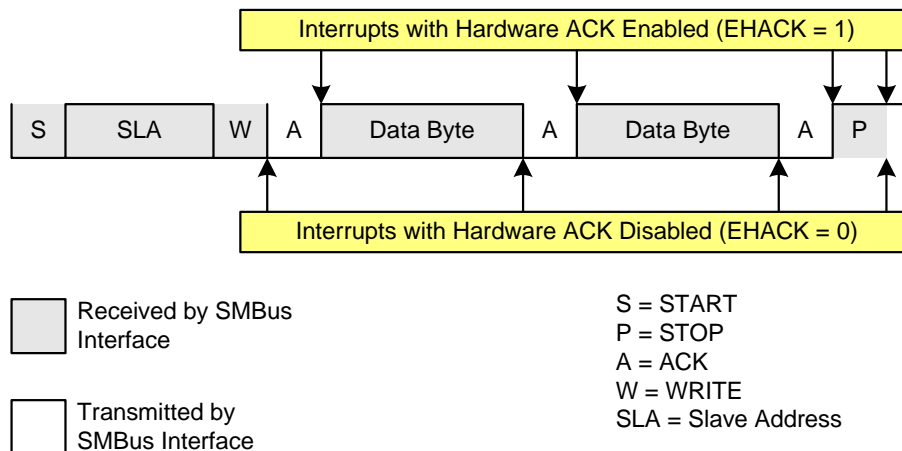 Interrupts with Hardware ACK Enabled (EHACK = 1)
S SLA W A Data Byte A Data Byte A P
Interrupts with Hardware ACK Disabled (EHACK = 0)
Received by SMBus
Interface
Transmitted by
SMBus Interface
S = START
P = STOP
A = ACK
W = WRITE
SLA = Slave Address